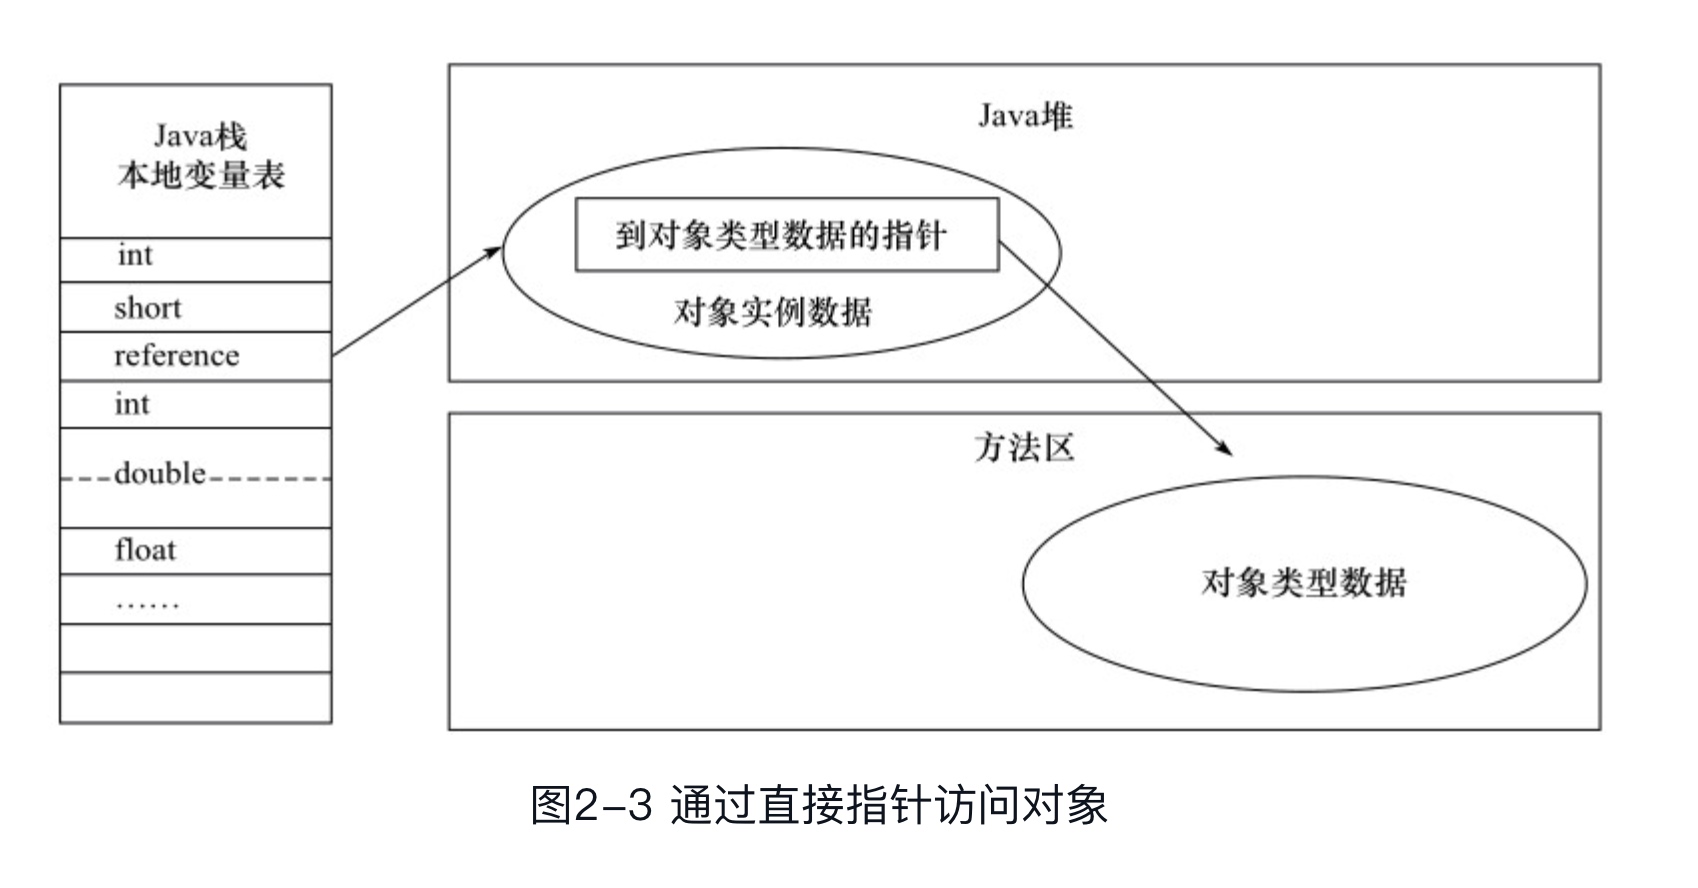 Java栈
本地变量表
int
short
reference
int
double
float
……
Java堆
到对象类型数据的指针
对象实例数据
方法区
对象类型数据
图2-3 通过直接指针访问对象